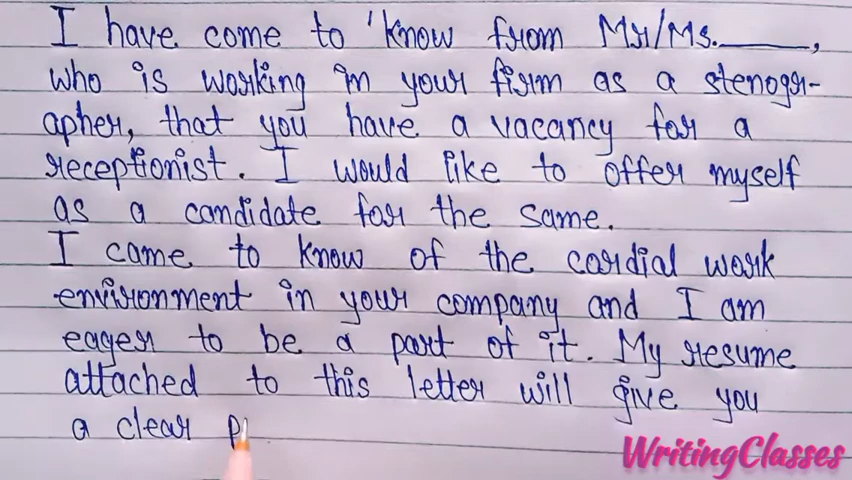 I have come to know from Mr/Ms.______,
who is working in your firm as a stenogr-
apher, that you have a vacancy for a
receptionist. I would like to offer myself
as a candidate for the same.
I came to know of the cordial work
environment in your company and I am
eager to be a part of it. My resume
attached to this letter will give you
a clear p
WritingClasses